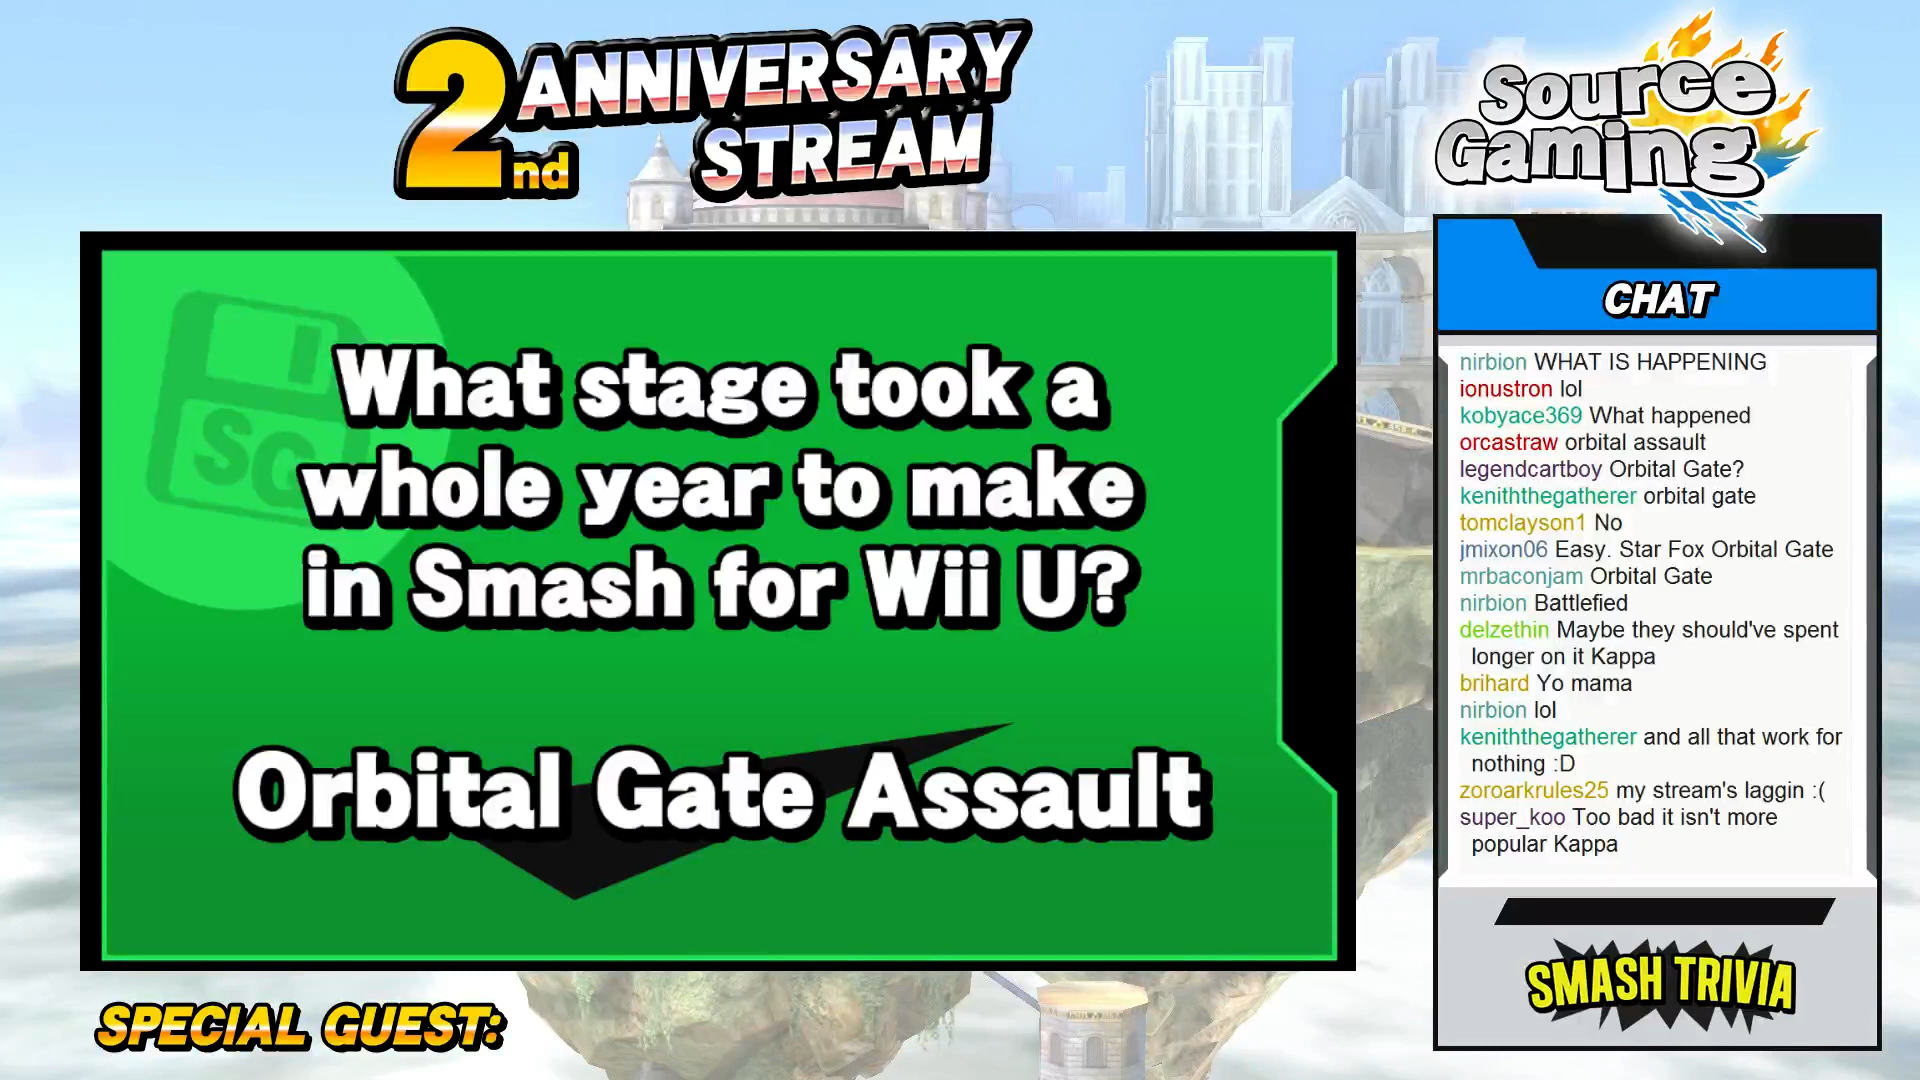 2nd ANNIVERSARY
STREAM
Source
Gaming
SG
What stage took a
whole year to make
in Smash for Wii U?
Orbital Gate Assault
SPECIAL GUEST:
CHAT
nirbion WHAT IS HAPPENING
ionustron lol
kobyace369 What happened
orcastraw orbital assault
legendcartboy Orbital Gate?
keniththegatherer orbital gate
tomclayson1 No
jmixon06 Easy. Star Fox Orbital Gate
mrbaconjam Orbital Gate
nirbion Battlefied
delzethin Maybe they should've spent
longer on it Kappa
brihard Yo mama
nirbion lol
keniththegatherer and all that work for
nothing :D
zoroarkrules25 my stream's laggin :(
super_koo Too bad it isn't more
popular Kappa
SMASH TRIVIA